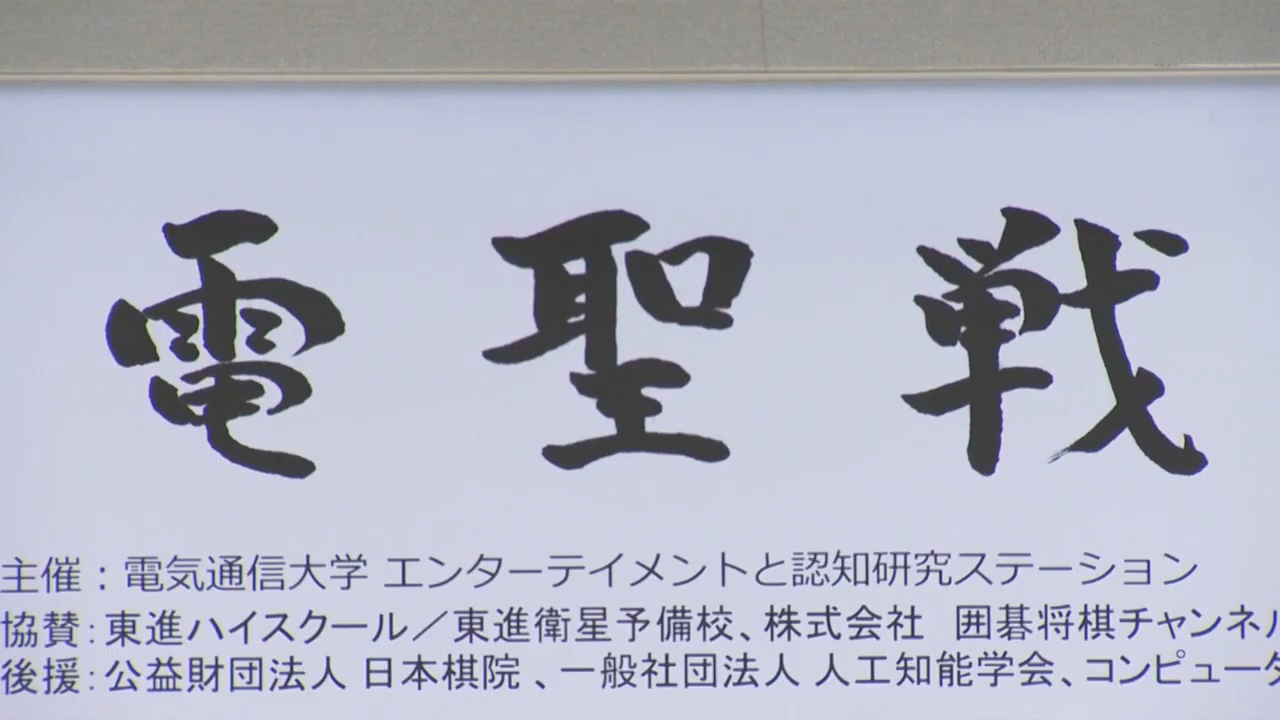 電聖戦
主催：電気通信大学 エンターテイメントと認知研究ステーション
協賛：東進ハイスクール／東進衛星予備校、株式会社 囲碁将棋チャンネル
後援：公益財団法人 日本棋院 、一般社団法人 人工知能学会、コンピュータ